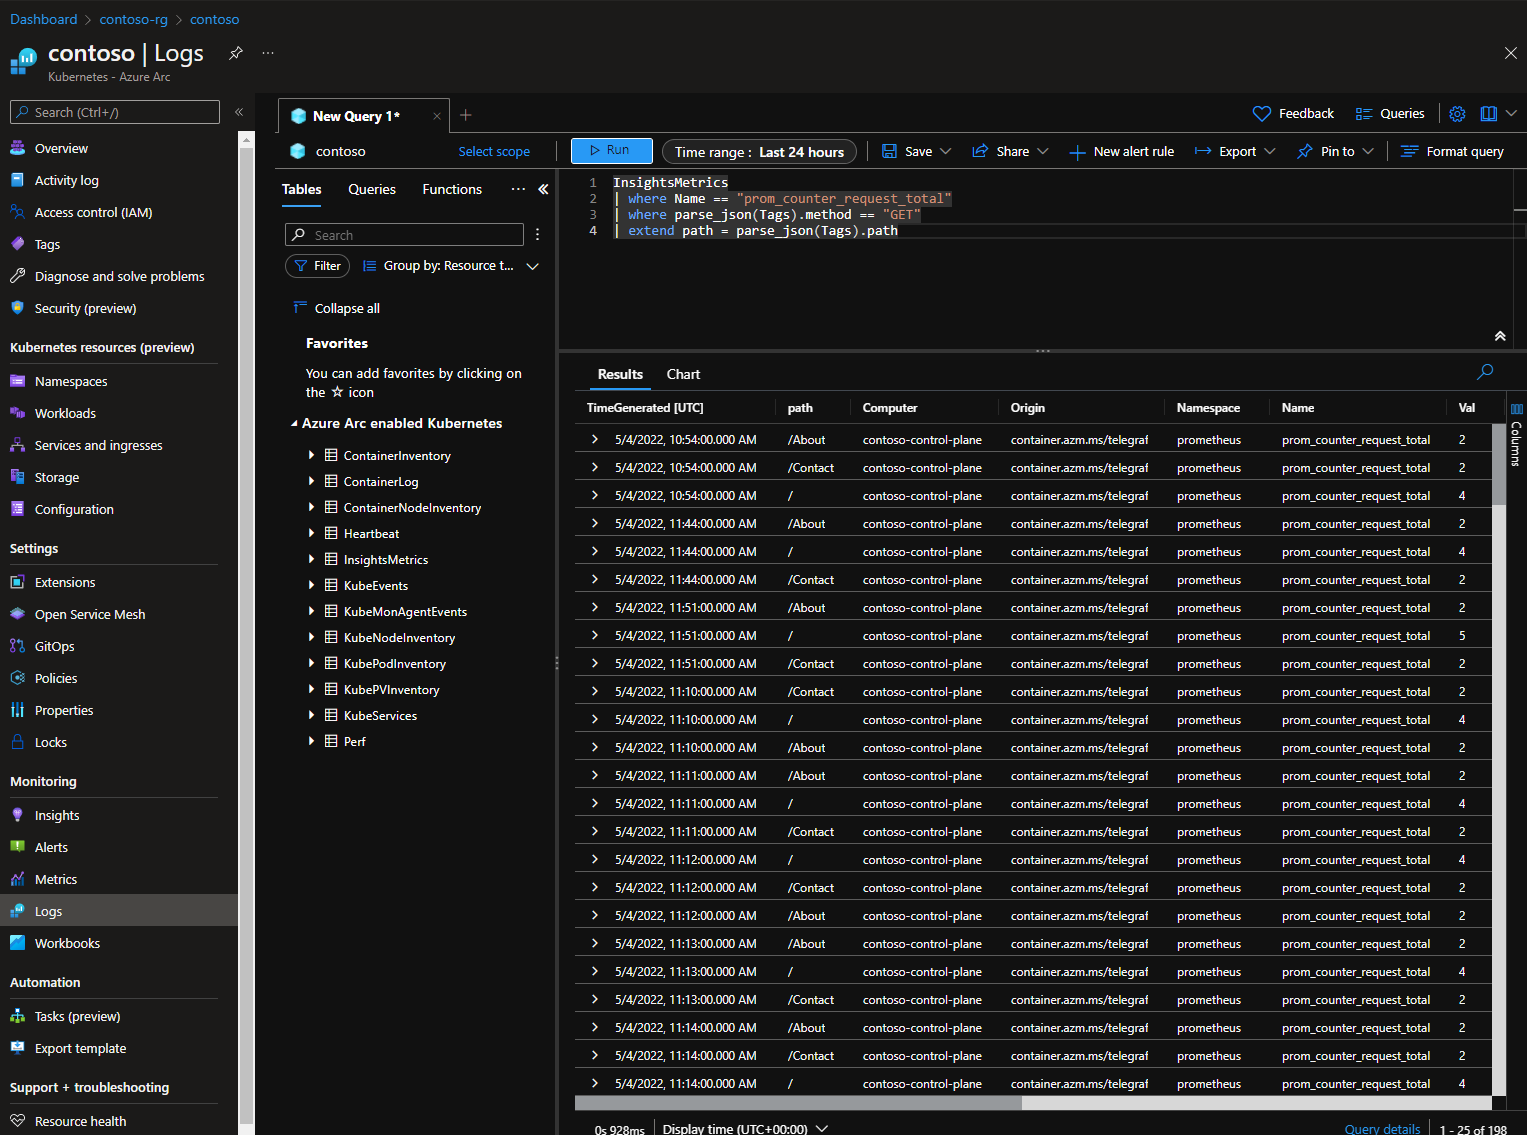 Dashboard > contoso-rg > contoso
contoso | Logs
Kubernetes - Azure Arc
Search (Ctrl+/)
Overview
Activity log
Access control (IAM)
Tags
Diagnose and solve problems
Security (preview)
Kubernetes resources (preview)
Namespaces
Workloads
Services and ingresses
Storage
Configuration
Settings
Extensions
Open Service Mesh
GitOps
Policies
Properties
Locks
Monitoring
Insights
Alerts
Metrics
Logs
Workbooks
Automation
Tasks (preview)
Export template
Support + troubleshooting
Resource health
New Query 1*
Feedback Queries
contoso Select scope
Run Time range : Last 24 hours Save Share New alert rule Export Pin to Format query
Tables Queries Functions
Search
Filter Group by: Resource t...
Collapse all
Favorites
You can add favorites by clicking on
the ☆ icon
Azure Arc enabled Kubernetes
ContainerInventory
ContainerLog
ContainerNodeInventory
Heartbeat
InsightsMetrics
KubeEvents
KubeMonAgentEvents
KubeNodeInventory
KubePodInventory
KubePVInventory
KubeServices
Perf
1 InsightsMetrics
2 | where Name == "prom_counter_request_total"
3 | where parse_json(Tags).method == "GET"
4 | extend path = parse_json(Tags).path
Results Chart
TimeGenerated [UTC] path Computer Origin Namespace Name Val
5/4/2022, 10:54:00.000 AM /About contoso-control-plane container.azm.ms/telegraf prometheus prom_counter_request_total 2
5/4/2022, 10:54:00.000 AM /Contact contoso-control-plane container.azm.ms/telegraf prometheus prom_counter_request_total 2
5/4/2022, 10:54:00.000 AM / contoso-control-plane container.azm.ms/telegraf prometheus prom_counter_request_total 4
5/4/2022, 11:44:00.000 AM /About contoso-control-plane container.azm.ms/telegraf prometheus prom_counter_request_total 2
5/4/2022, 11:44:00.000 AM / contoso-control-plane container.azm.ms/telegraf prometheus prom_counter_request_total 4
5/4/2022, 11:44:00.000 AM /Contact contoso-control-plane container.azm.ms/telegraf prometheus prom_counter_request_total 2
5/4/2022, 11:51:00.000 AM /About contoso-control-plane container.azm.ms/telegraf prometheus prom_counter_request_total 2
5/4/2022, 11:51:00.000 AM / contoso-control-plane container.azm.ms/telegraf prometheus prom_counter_request_total 5
5/4/2022, 11:51:00.000 AM /Contact contoso-control-plane container.azm.ms/telegraf prometheus prom_counter_request_total 2
5/4/2022, 11:10:00.000 AM /Contact contoso-control-plane container.azm.ms/telegraf prometheus prom_counter_request_total 2
5/4/2022, 11:10:00.000 AM / contoso-control-plane container.azm.ms/telegraf prometheus prom_counter_request_total 4
5/4/2022, 11:10:00.000 AM /About contoso-control-plane container.azm.ms/telegraf prometheus prom_counter_request_total 2
5/4/2022, 11:11:00.000 AM /About contoso-control-plane container.azm.ms/telegraf prometheus prom_counter_request_total 2
5/4/2022, 11:11:00.000 AM / contoso-control-plane container.azm.ms/telegraf prometheus prom_counter_request_total 4
5/4/2022, 11:11:00.000 AM /Contact contoso-control-plane container.azm.ms/telegraf prometheus prom_counter_request_total 2
5/4/2022, 11:12:00.000 AM / contoso-control-plane container.azm.ms/telegraf prometheus prom_counter_request_total 4
5/4/2022, 11:12:00.000 AM /Contact contoso-control-plane container.azm.ms/telegraf prometheus prom_counter_request_total 2
5/4/2022, 11:12:00.000 AM /About contoso-control-plane container.azm.ms/telegraf prometheus prom_counter_request_total 2
5/4/2022, 11:13:00.000 AM /About contoso-control-plane container.azm.ms/telegraf prometheus prom_counter_request_total 2
5/4/2022, 11:13:00.000 AM / contoso-control-plane container.azm.ms/telegraf prometheus prom_counter_request_total 4
5/4/2022, 11:13:00.000 AM /Contact contoso-control-plane container.azm.ms/telegraf prometheus prom_counter_request_total 2
5/4/2022, 11:14:00.000 AM /About contoso-control-plane container.azm.ms/telegraf prometheus prom_counter_request_total 2
5/4/2022, 11:14:00.000 AM /Contact contoso-control-plane container.azm.ms/telegraf prometheus prom_counter_request_total 2
5/4/2022, 11:14:00.000 AM / contoso-control-plane container.azm.ms/telegraf prometheus prom_counter_request_total 4
Columns
0s 928ms Display time (UTC+00:00) Query details 1 - 25 of 198